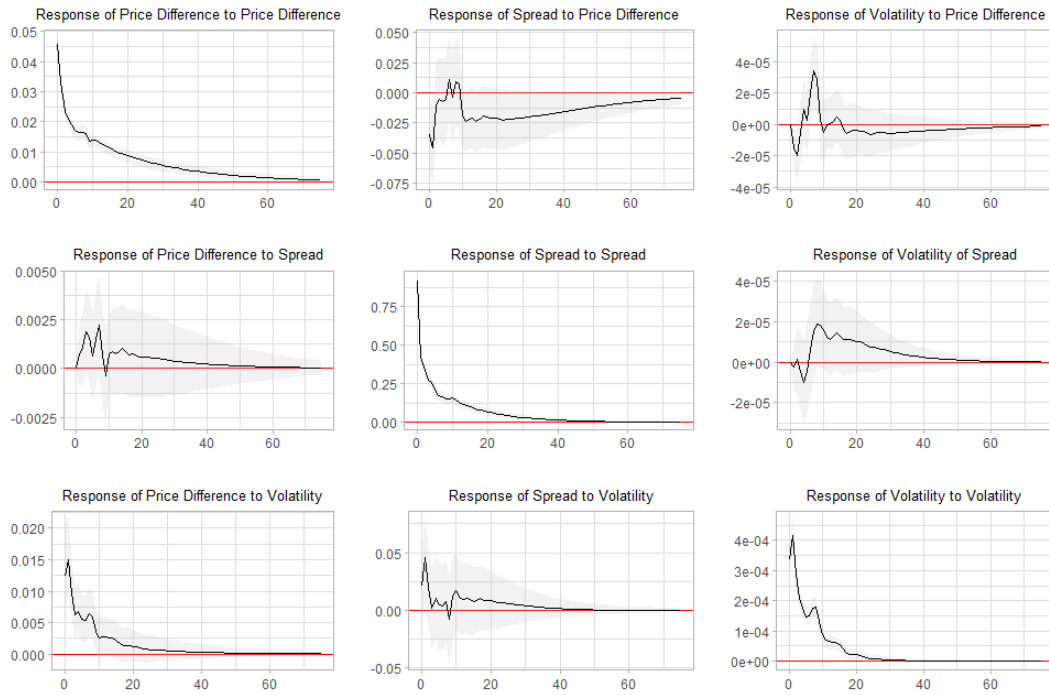 Response of Price Difference to Price Difference
0.05
0.04
0.03
0.02
0.01
0.00
0 20 40 60
Response of Spread to Price Difference
0.050
0.025
0.000
-0.025
-0.050
-0.075
0 20 40 60
Response of Volatility to Price Difference
4e-05
2e-05
0e+00
-2e-05
-4e-05
0 20 40 60
Response of Price Difference to Spread
0.0050
0.0025
0.0000
-0.0025
0 20 40 60
Response of Spread to Spread
0.75
0.50
0.25
0.00
0 20 40 60
Response of Volatility of Spread
4e-05
2e-05
0e+00
-2e-05
0 20 40 60
Response of Price Difference to Volatility
0.020
0.015
0.010
0.005
0.000
0 20 40 60
Response of Spread to Volatility
0.05
0.00
-0.05
0 20 40 60
Response of Volatility to Volatility
4e-04
3e-04
2e-04
1e-04
0e+00
0 20 40 60